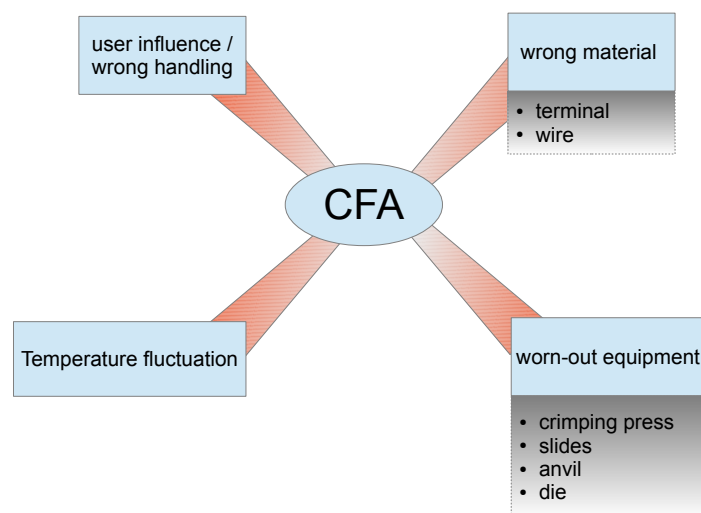 user influence /
wrong handling
wrong material
• terminal
• wire
CFA
Temperature fluctuation
worn-out equipment
• crimping press
• slides
• anvil
• die